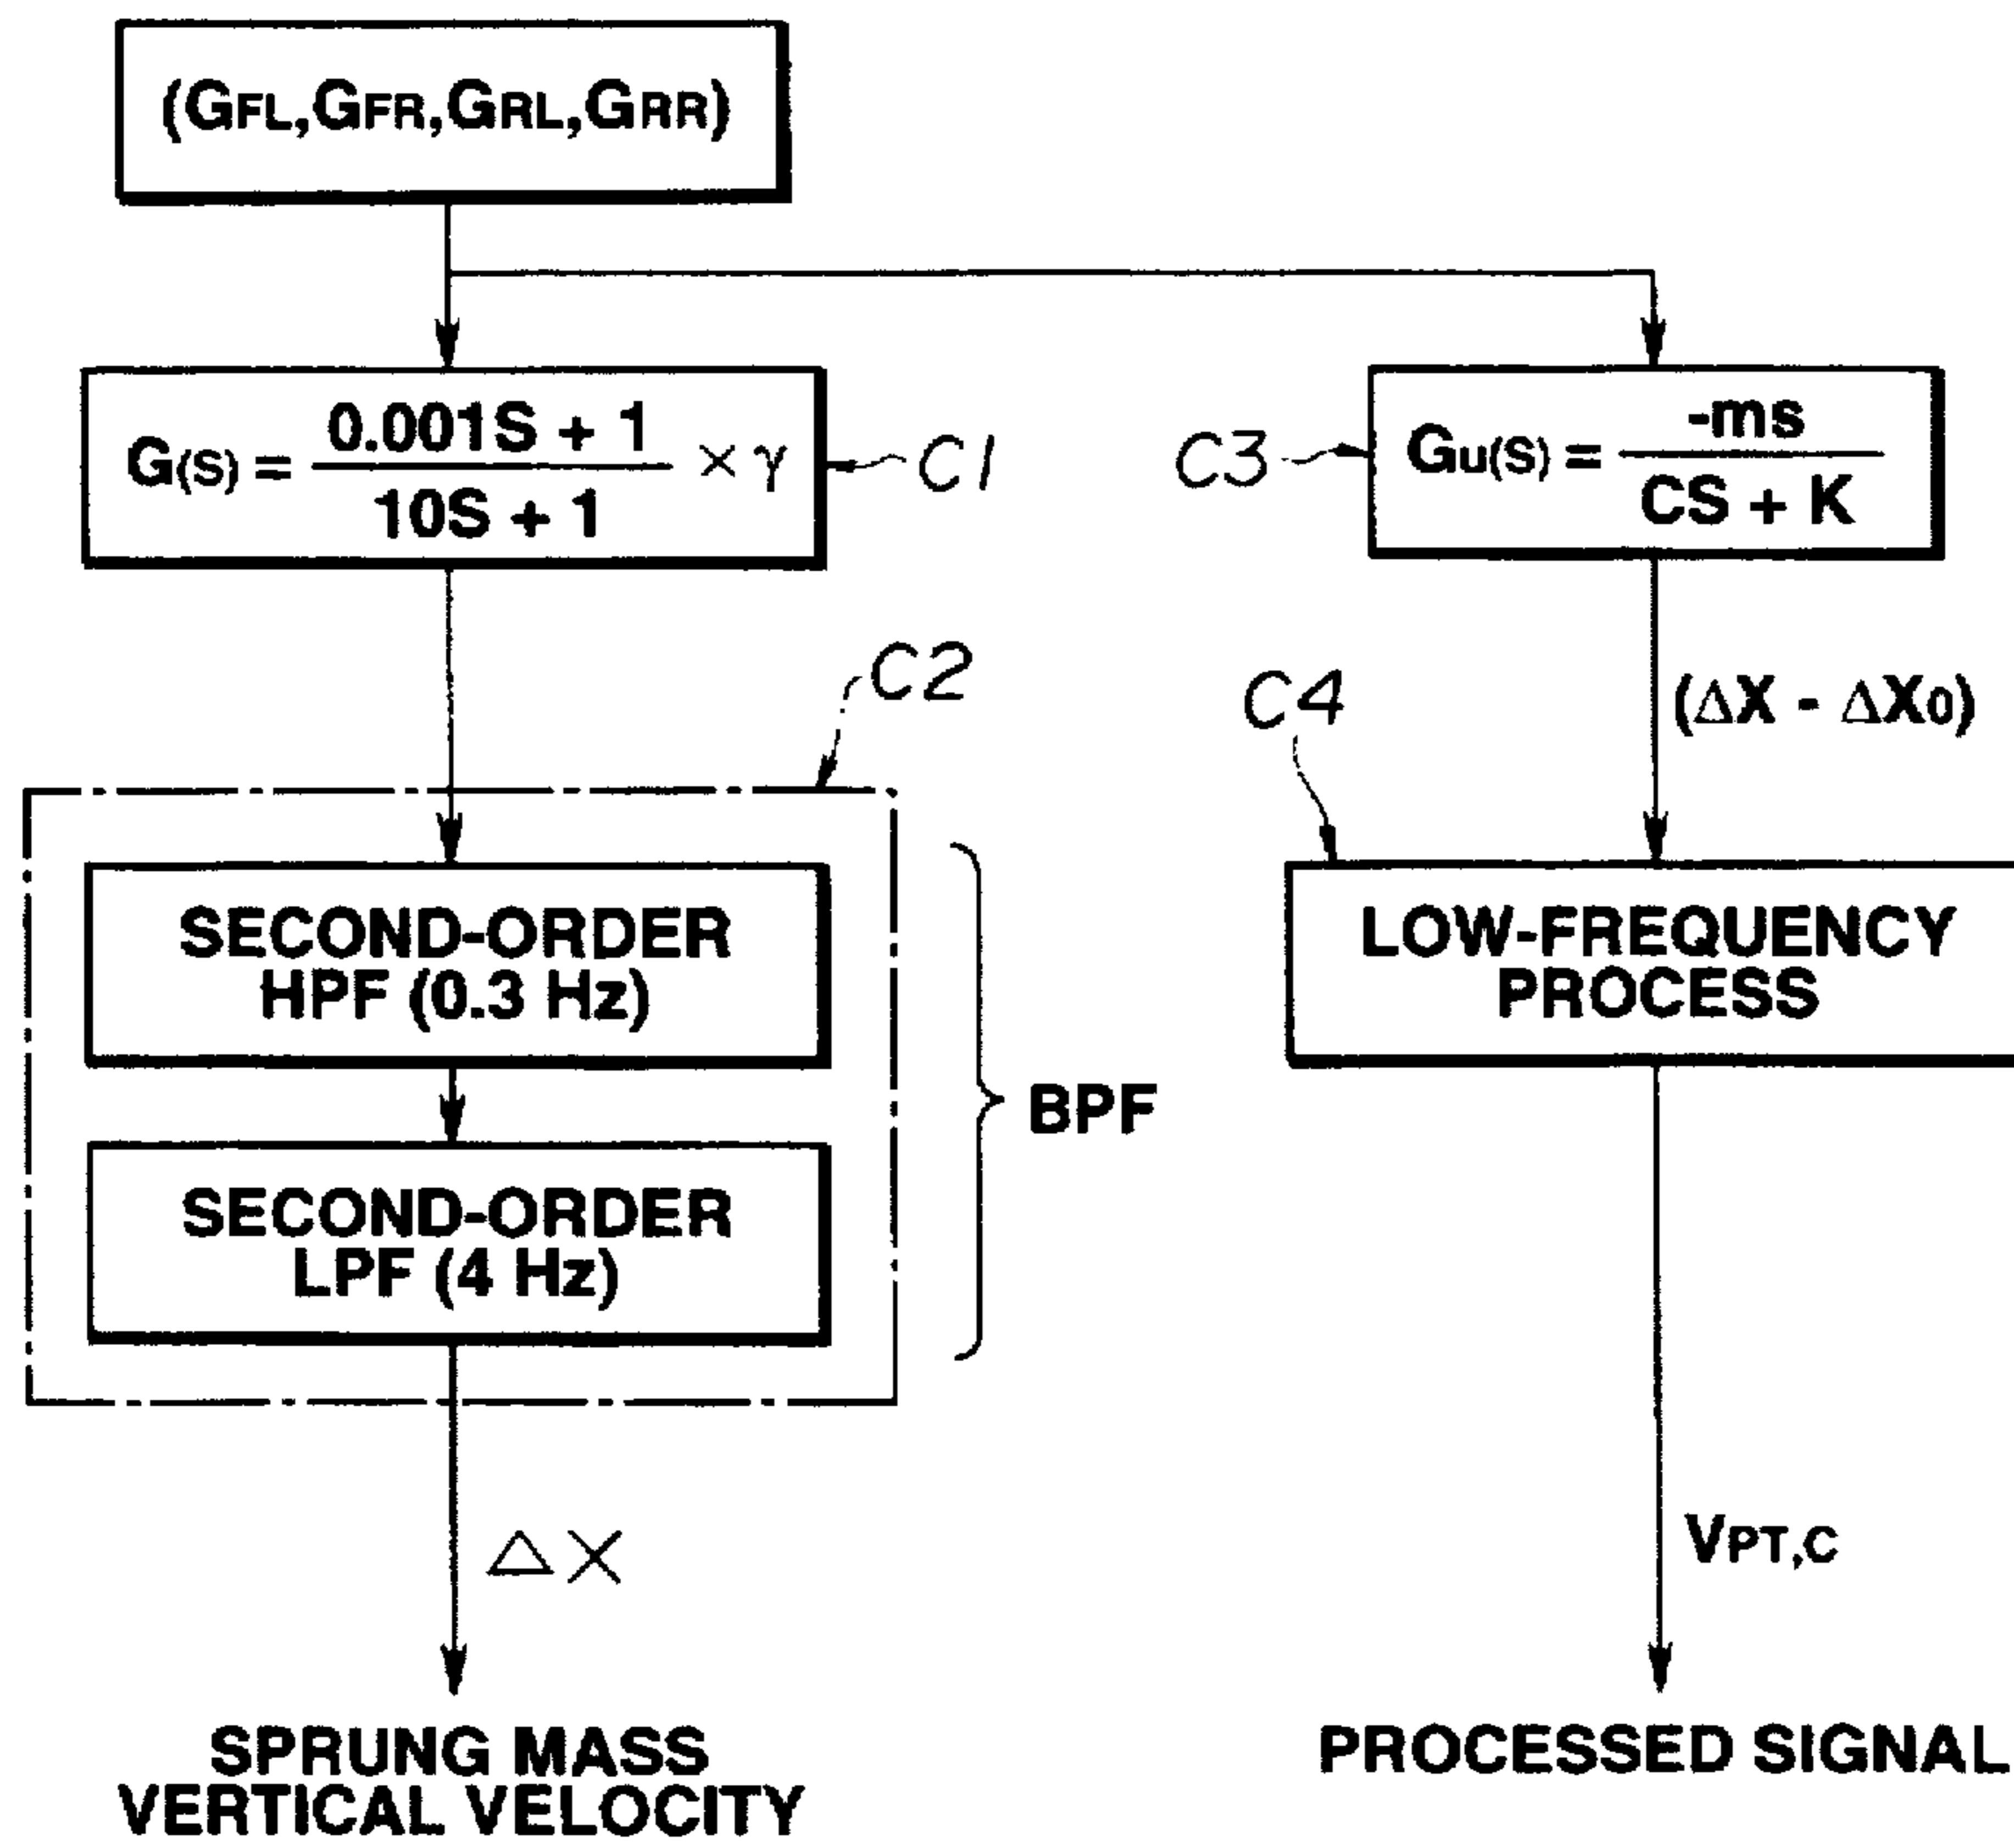 (GFL,GFR,GRL,GRR)
G(S) = 0.001S + 1 / 10S + 1 × γ
C1
C3
GU(S) = -ms / CS + K
C2
C4
(ΔX - ΔX0)
SECOND-ORDER
HPF (0.3 Hz)
SECOND-ORDER
LPF (4 Hz)
BPF
LOW-FREQUENCY
PROCESS
ΔX
VPT,C
SPRUNG MASS
VERTICAL VELOCITY
PROCESSED SIGNAL